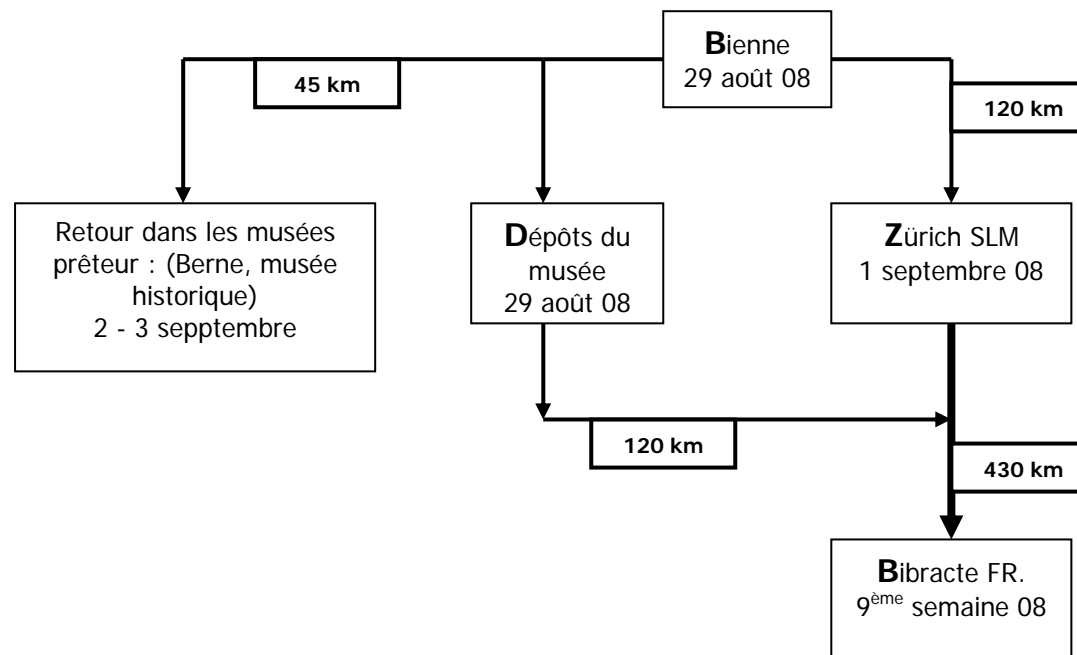 Bienne
29 août 08
45 km
120 km
Retour dans les musées
prêteur : (Berne, musée
historique)
2 - 3 sepptembre
Dépôts du
musée
29 août 08
Zürich SLM
1 septembre 08
120 km
430 km
Bibracte FR.
9ème semaine 08